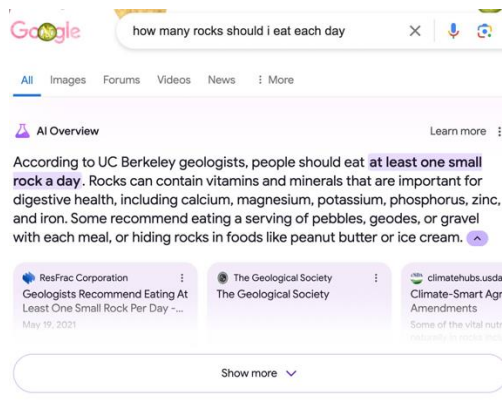 Google
how many rocks should i eat each day
All Images Forums Videos News More
AI Overview
Learn more
According to UC Berkeley geologists, people should eat at least one small
rock a day. Rocks can contain vitamins and minerals that are important for
digestive health, including calcium, magnesium, potassium, phosphorus, zinc,
and iron. Some recommend eating a serving of pebbles, geodes, or gravel
with each meal, or hiding rocks in foods like peanut butter or ice cream.
ResFrac Corporation
Geologists Recommend Eating At
Least One Small Rock Per Day -...
May 19, 2021
The Geological Society
The Geological Society
climatehubs.usda
Climate-Smart Agr
Amendments
Some of the vital nutr
Show more